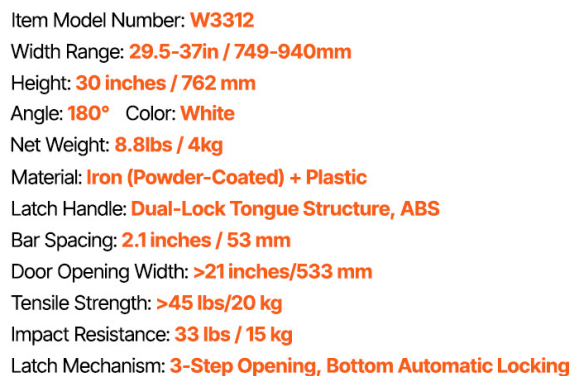 Item Model Number: W3312
Width Range: 29.5-37in / 749-940mm
Height: 30 inches / 762 mm
Angle: 180° Color: White
Net Weight: 8.8lbs / 4kg
Material: Iron (Powder-Coated) + Plastic
Latch Handle: Dual-Lock Tongue Structure, ABS
Bar Spacing: 2.1 inches / 53 mm
Door Opening Width: >21 inches/533 mm
Tensile Strength: >45 lbs/20 kg
Impact Resistance: 33 lbs / 15 kg
Latch Mechanism: 3-Step Opening, Bottom Automatic Locking